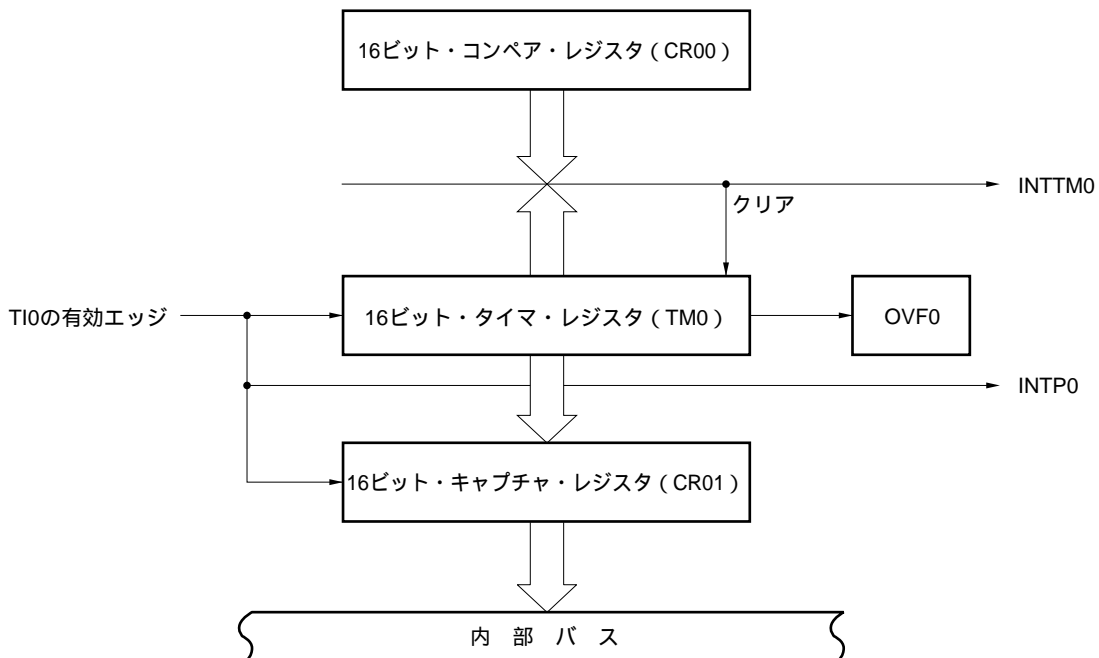 16ビット・コンペア・レジスタ（CR00）
INTTM0
クリア
TI0の有効エッジ
16ビット・タイマ・レジスタ（TM0）
OVF0
INTP0
16ビット・キャプチャ・レジスタ（CR01）
内　部　バ　ス